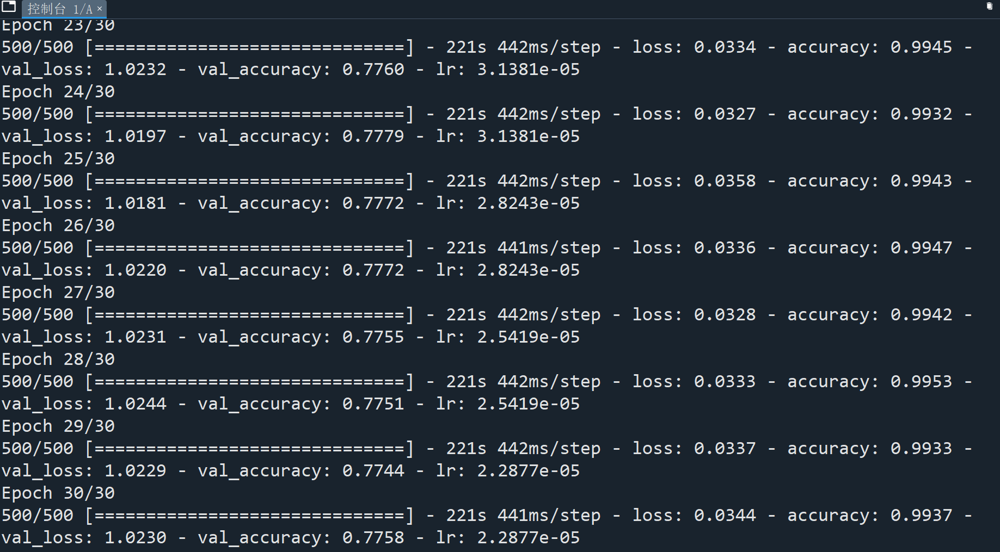 控制台 1/A ×
Epoch 23/30
500/500 [==============================] - 221s 442ms/step - loss: 0.0334 - accuracy: 0.9945 -
val_loss: 1.0232 - val_accuracy: 0.7760 - lr: 3.1381e-05
Epoch 24/30
500/500 [==============================] - 221s 442ms/step - loss: 0.0327 - accuracy: 0.9932 -
val_loss: 1.0197 - val_accuracy: 0.7779 - lr: 3.1381e-05
Epoch 25/30
500/500 [==============================] - 221s 442ms/step - loss: 0.0358 - accuracy: 0.9943 -
val_loss: 1.0181 - val_accuracy: 0.7772 - lr: 2.8243e-05
Epoch 26/30
500/500 [==============================] - 221s 441ms/step - loss: 0.0336 - accuracy: 0.9947 -
val_loss: 1.0220 - val_accuracy: 0.7772 - lr: 2.8243e-05
Epoch 27/30
500/500 [==============================] - 221s 442ms/step - loss: 0.0328 - accuracy: 0.9942 -
val_loss: 1.0231 - val_accuracy: 0.7755 - lr: 2.5419e-05
Epoch 28/30
500/500 [==============================] - 221s 442ms/step - loss: 0.0333 - accuracy: 0.9953 -
val_loss: 1.0244 - val_accuracy: 0.7751 - lr: 2.5419e-05
Epoch 29/30
500/500 [==============================] - 221s 442ms/step - loss: 0.0337 - accuracy: 0.9933 -
val_loss: 1.0229 - val_accuracy: 0.7744 - lr: 2.2877e-05
Epoch 30/30
500/500 [==============================] - 221s 441ms/step - loss: 0.0344 - accuracy: 0.9937 -
val_loss: 1.0230 - val_accuracy: 0.7758 - lr: 2.2877e-05